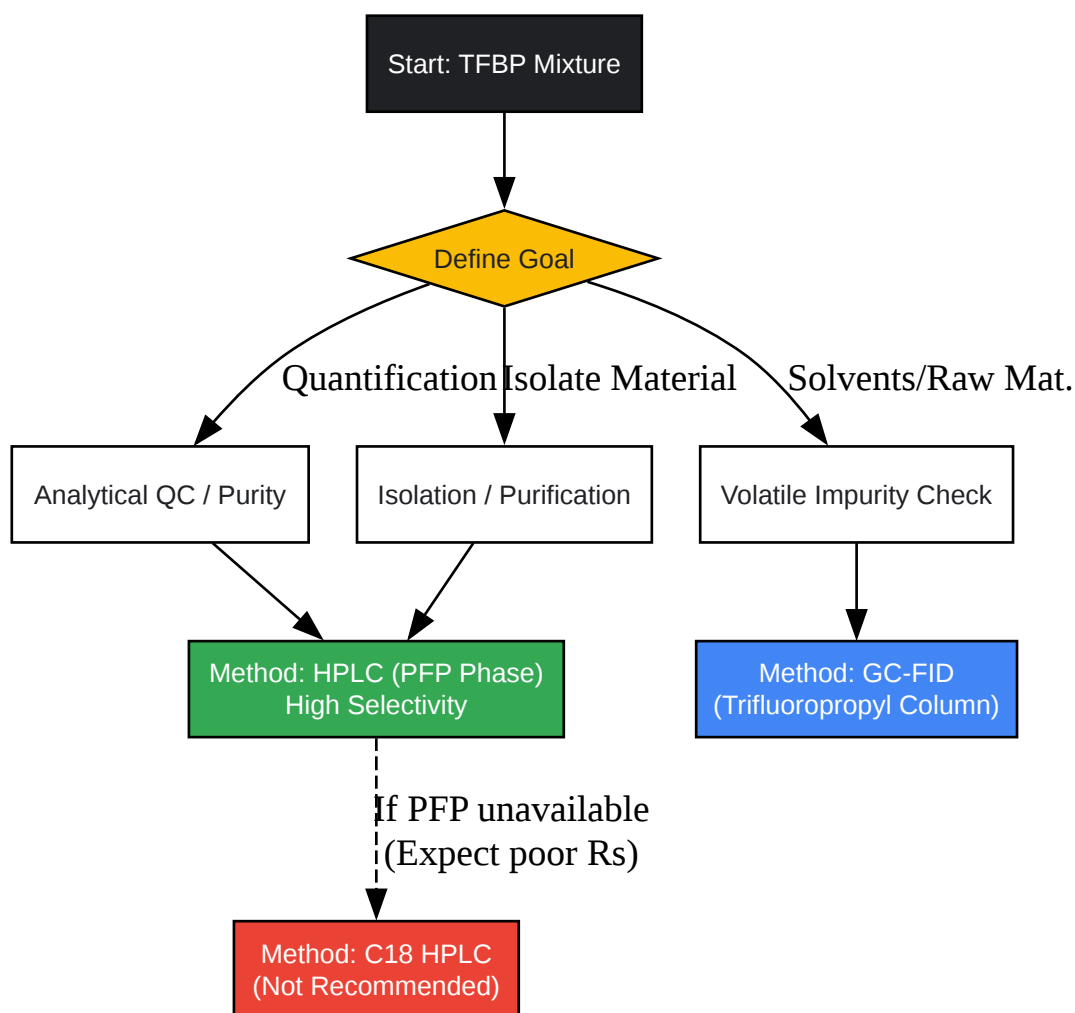 Start: TFBP Mixture
Define Goal
Quantification
Isolate Material
Solvents/Raw Mat.
Analytical QC / Purity
Isolation / Purification
Volatile Impurity Check
Method: HPLC (PFP Phase)
High Selectivity
Method: GC-FID
(Trifluoropropyl Column)
If PFP unavailable
(Expect poor Rs)
Method: C18 HPLC
(Not Recommended)